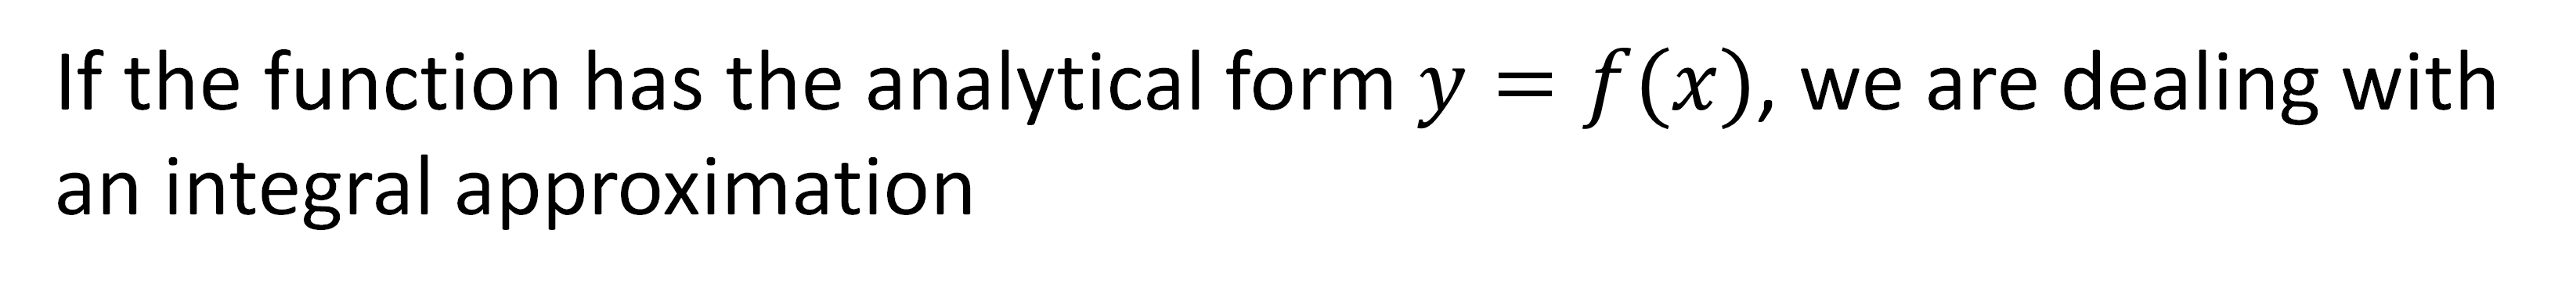 If the function has the analytical form y = f(x), we are dealing with
an integral approximation